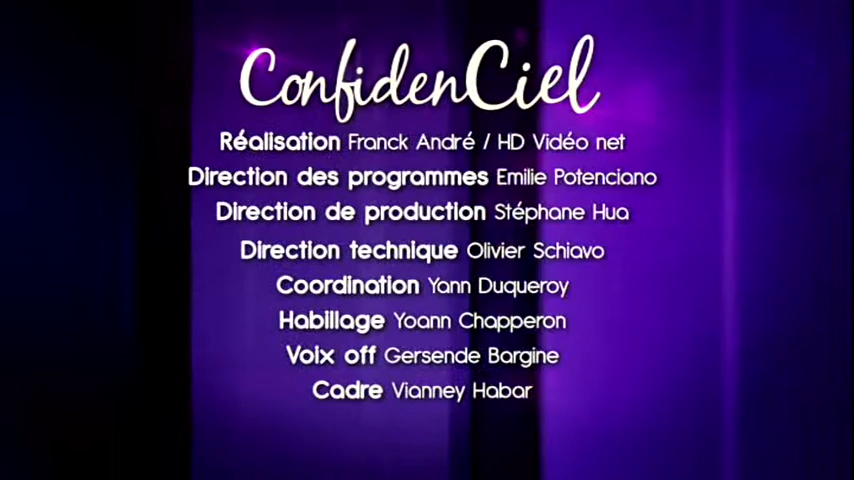 ConfidenCiel
Réalisation Franck André / HD Vidéo net
Direction des programmes Emilie Potenciano
Direction de production Stéphane Hua
Direction technique Olivier Schiavo
Coordination Yann Duqueroy
Habillage Yoann Chapperon
Voix off Gersende Bargine
Cadre Vianney Habar